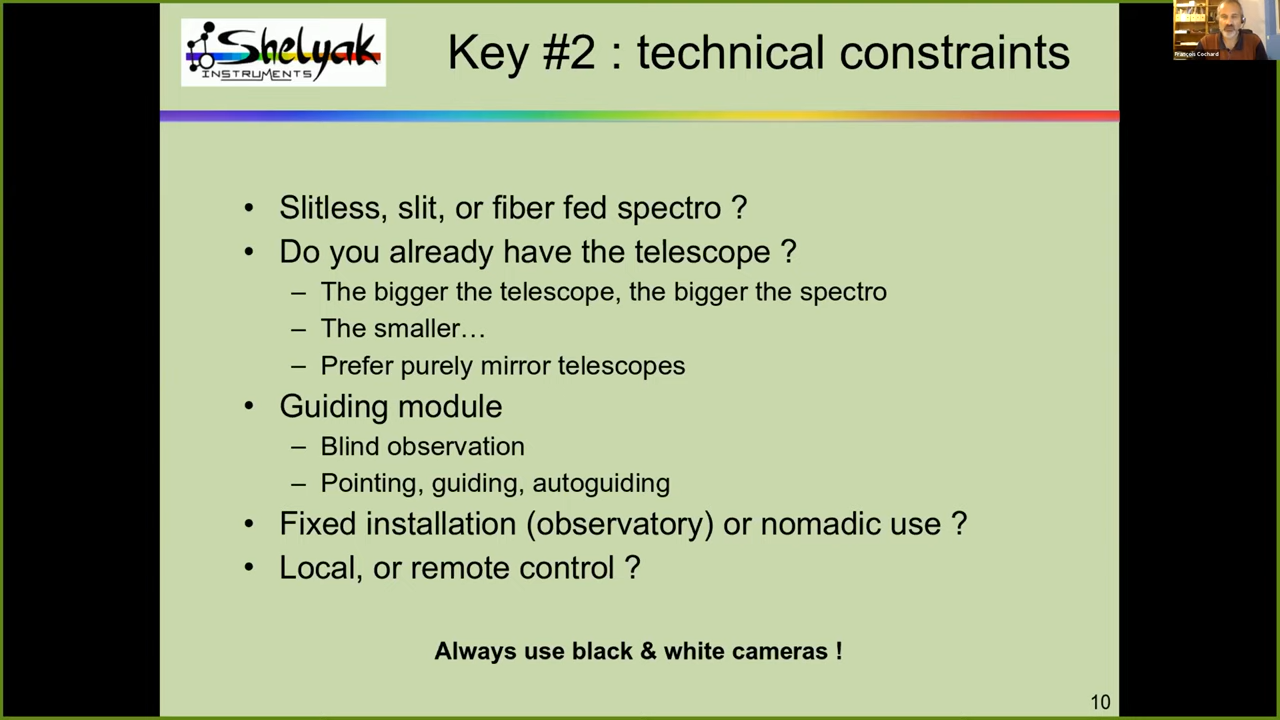 Shelyak
INSTRUMENTS
Key #2 : technical constraints
François Cochard
• Slitless, slit, or fiber fed spectro ?
• Do you already have the telescope ?
– The bigger the telescope, the bigger the spectro
– The smaller…
– Prefer purely mirror telescopes
• Guiding module
– Blind observation
– Pointing, guiding, autoguiding
• Fixed installation (observatory) or nomadic use ?
• Local, or remote control ?
Always use black & white cameras !
10